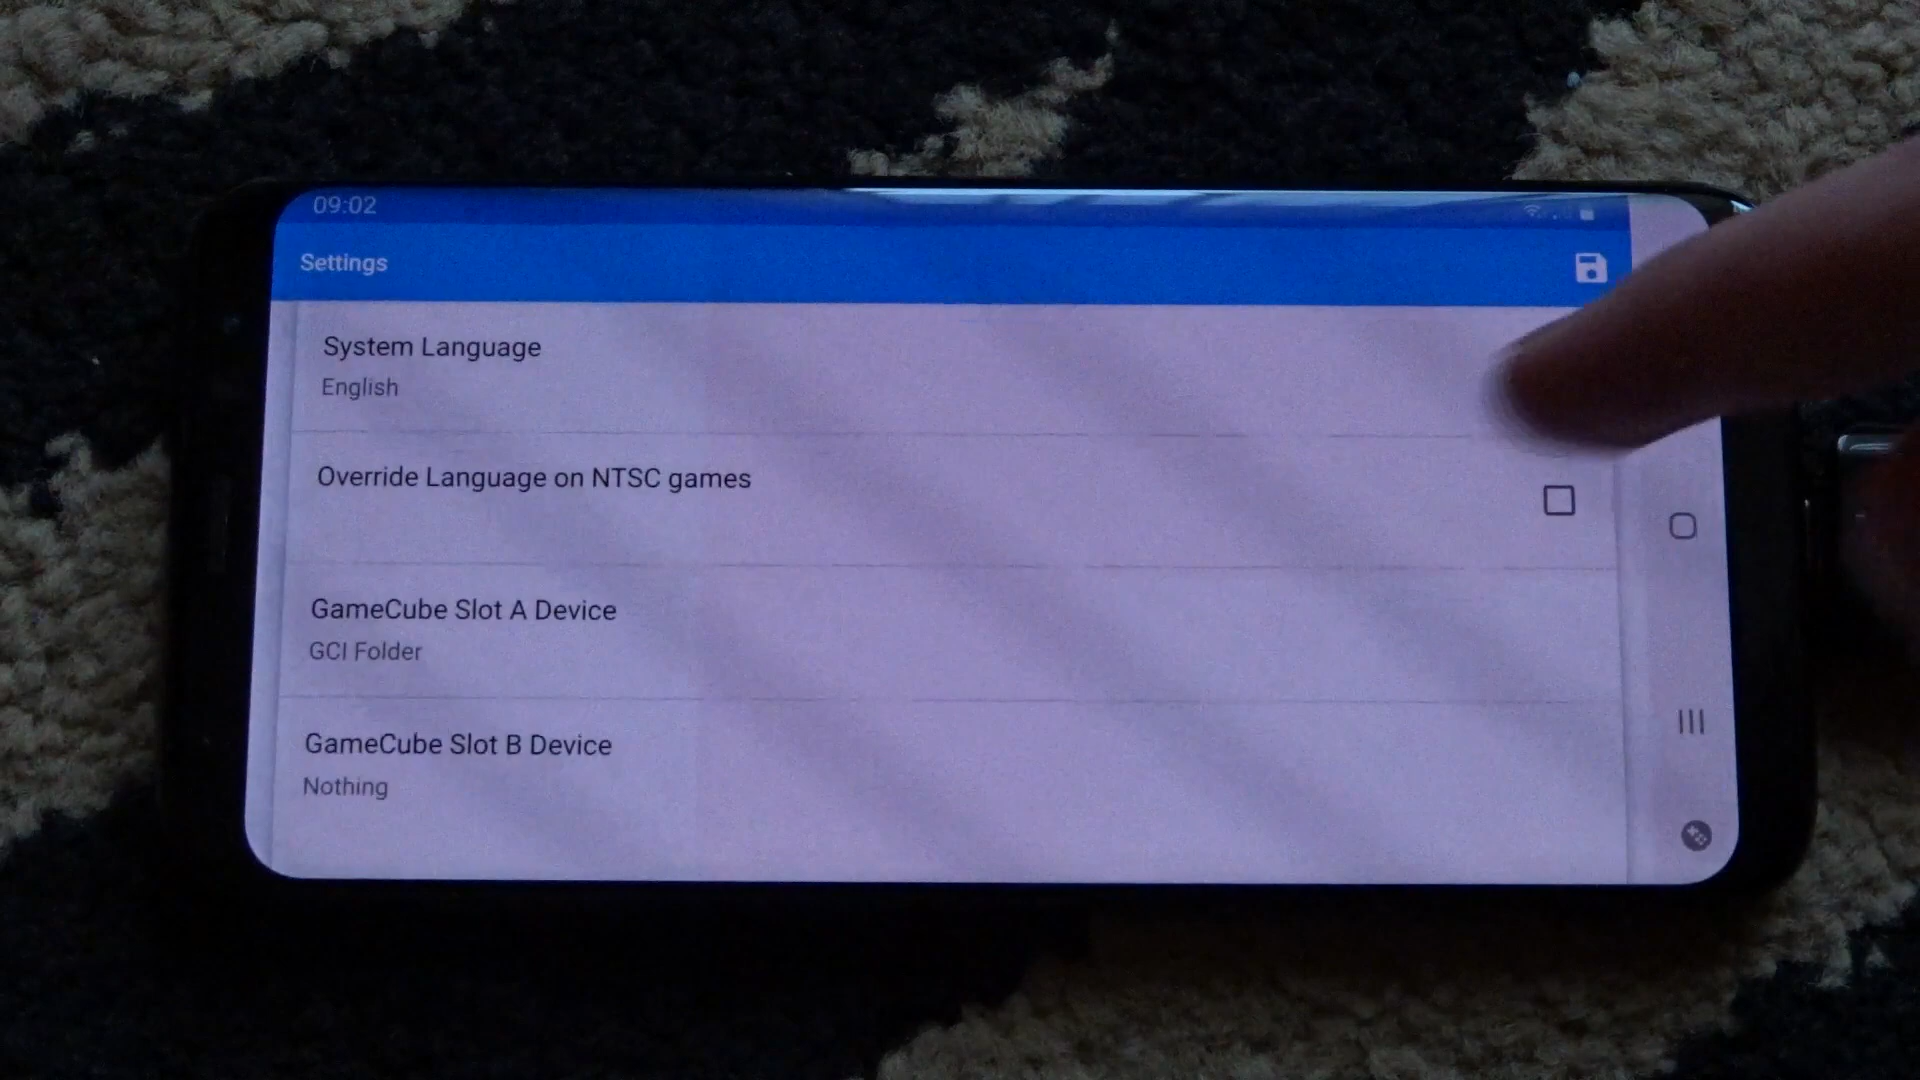 09:02
Settings
System Language
English
Override Language on NTSC games
GameCube Slot A Device
GCI Folder
GameCube Slot B Device
Nothing